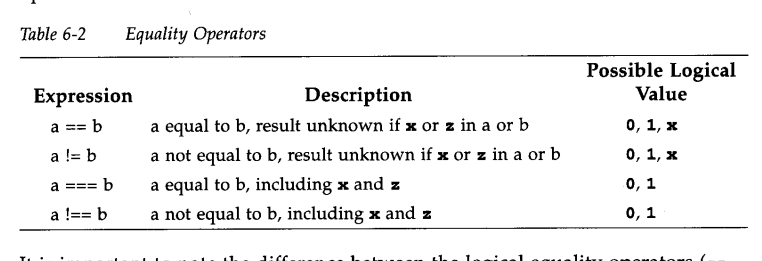 Table 6-2 Equality Operators
Possible Logical
Expression Description Value
a == b a equal to b, result unknown if x or z in a or b 0, 1, x
a != b a not equal to b, result unknown if x or z in a or b 0, 1, x
a === b a equal to b, including x and z 0, 1
a !== b a not equal to b, including x and z 0, 1
It is important to note the difference between the logical equality operators (==